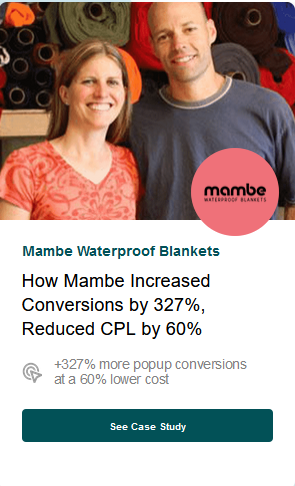 mambe
WATERPROOF BLANKETS
Mambe Waterproof Blankets
How Mambe Increased
Conversions by 327%,
Reduced CPL by 60%
+327% more popup conversions
at a 60% lower cost
See Case Study